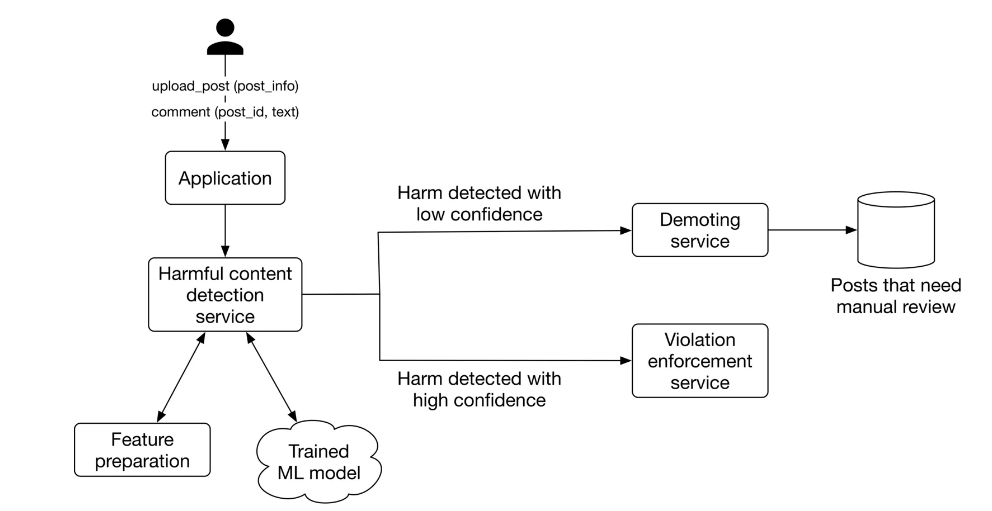 upload_post (post_info)
comment (post_id, text)
Application
Harmful content
detection
service
Feature
preparation
Trained
ML model
Harm detected with
low confidence
Harm detected with
high confidence
Demoting
service
Violation
enforcement
service
Posts that need
manual review